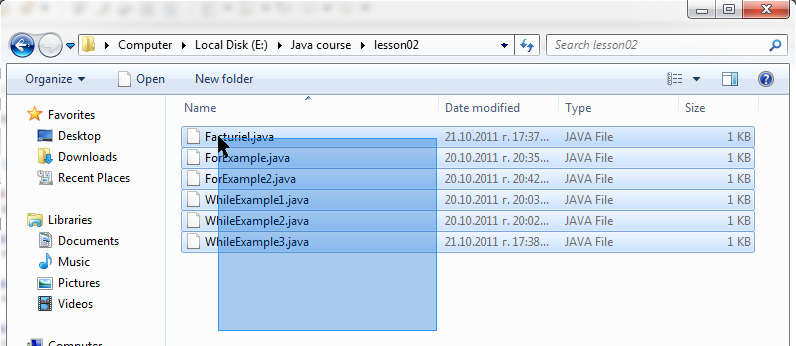 Computer Local Disk (E:) Java course lesson02 Search lesson02
Organize Open New folder
Favorites
Desktop
Downloads
Recent Places
Libraries
Documents
Music
Pictures
Videos
Computer
Name Date modified Type Size
Facturiel.java 21.10.2011 г. 17:37... JAVA File 1 KB
ForExample.java 20.10.2011 г. 20:35... JAVA File 1 KB
ForExample2.java 20.10.2011 г. 20:42... JAVA File 1 KB
WhileExample1.java 20.10.2011 г. 20:03... JAVA File 1 KB
WhileExample2.java 20.10.2011 г. 20:02... JAVA File 1 KB
WhileExample3.java 21.10.2011 г. 17:38... JAVA File 1 KB